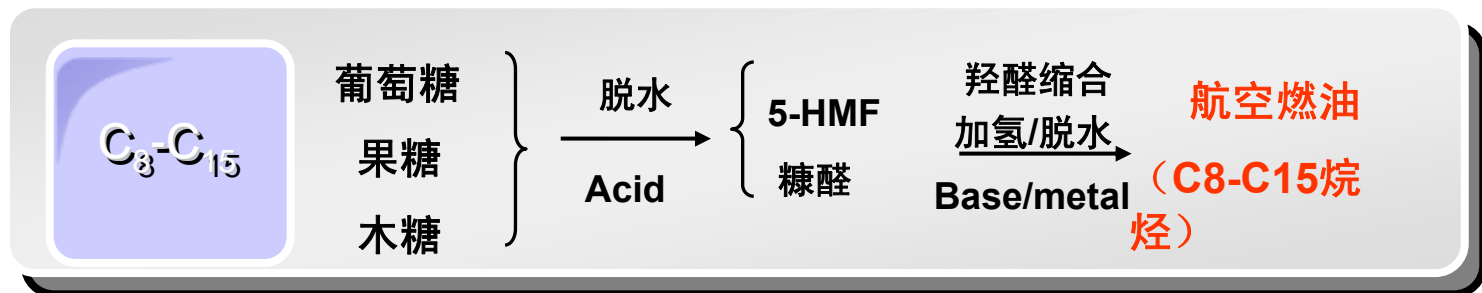 C₈-C₁₅
葡萄糖
果糖
木糖
脱水
Acid
5-HMF
糠醛
羟醛缩合
加氢/脱水
Base/metal
航空燃油
（C8-C15烷
烃）